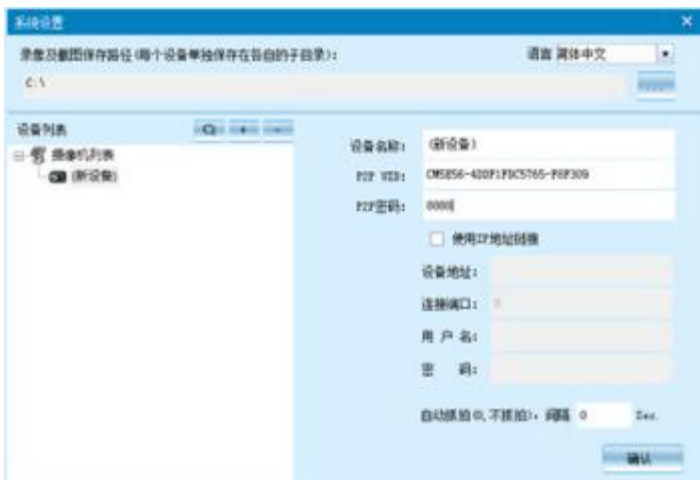 系统设置
录像及截图保存路径(每个设备单独保存在各自的子目录):
语言 简体中文
C:\
设备列表
摄像机列表
(新设备)
设备名称: (新设备)
P2P UID:
P2P密码: 8888
使用IP地址链接
设备地址:
连接端口: 0
用 户 名:
密 码:
自动抓拍(0,不抓拍), 间隔 0 Sec.
确认